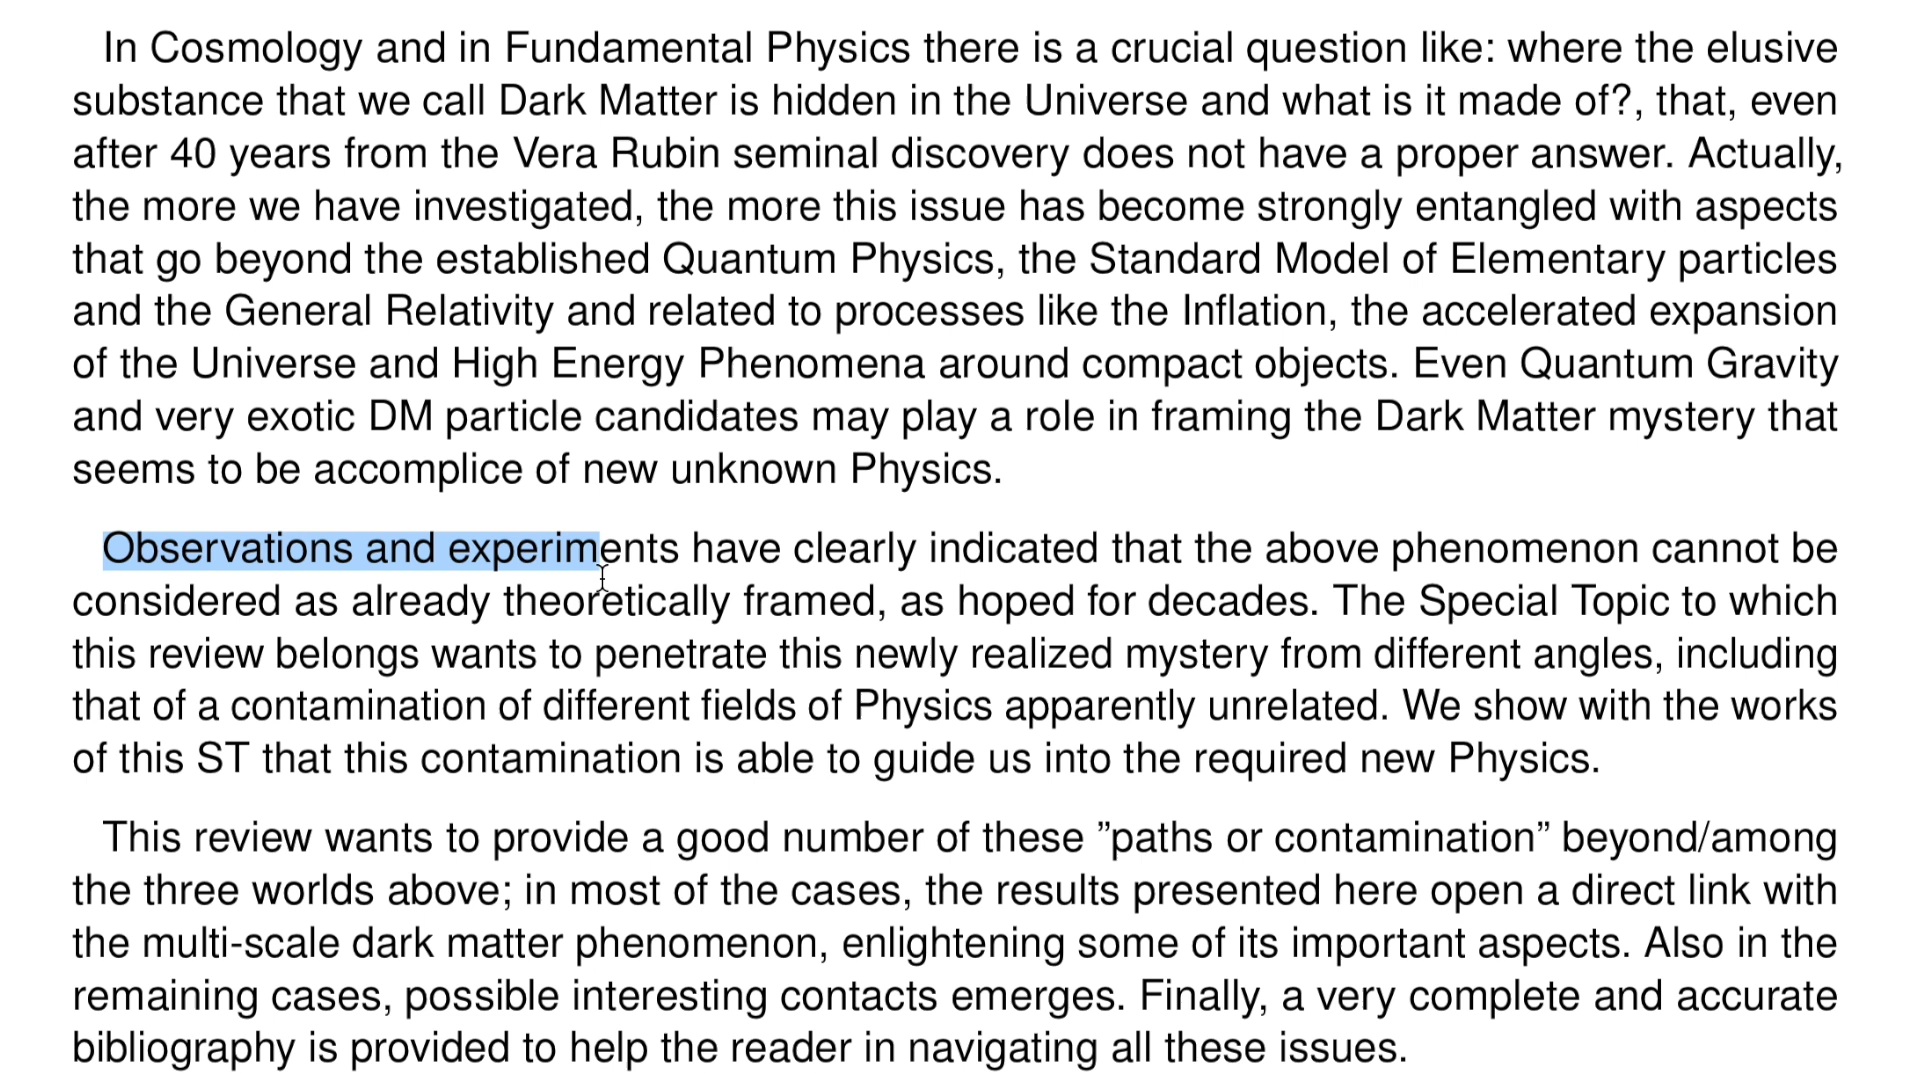 In Cosmology and in Fundamental Physics there is a crucial question like: where the elusive
substance that we call Dark Matter is hidden in the Universe and what is it made of?, that, even
after 40 years from the Vera Rubin seminal discovery does not have a proper answer. Actually,
the more we have investigated, the more this issue has become strongly entangled with aspects
that go beyond the established Quantum Physics, the Standard Model of Elementary particles
and the General Relativity and related to processes like the Inflation, the accelerated expansion
of the Universe and High Energy Phenomena around compact objects. Even Quantum Gravity
and very exotic DM particle candidates may play a role in framing the Dark Matter mystery that
seems to be accomplice of new unknown Physics.
Observations and experiments have clearly indicated that the above phenomenon cannot be
considered as already theoretically framed, as hoped for decades. The Special Topic to which
this review belongs wants to penetrate this newly realized mystery from different angles, including
that of a contamination of different fields of Physics apparently unrelated. We show with the works
of this ST that this contamination is able to guide us into the required new Physics.
This review wants to provide a good number of these ”paths or contamination” beyond/among
the three worlds above; in most of the cases, the results presented here open a direct link with
the multi-scale dark matter phenomenon, enlightening some of its important aspects. Also in the
remaining cases, possible interesting contacts emerges. Finally, a very complete and accurate
bibliography is provided to help the reader in navigating all these issues.